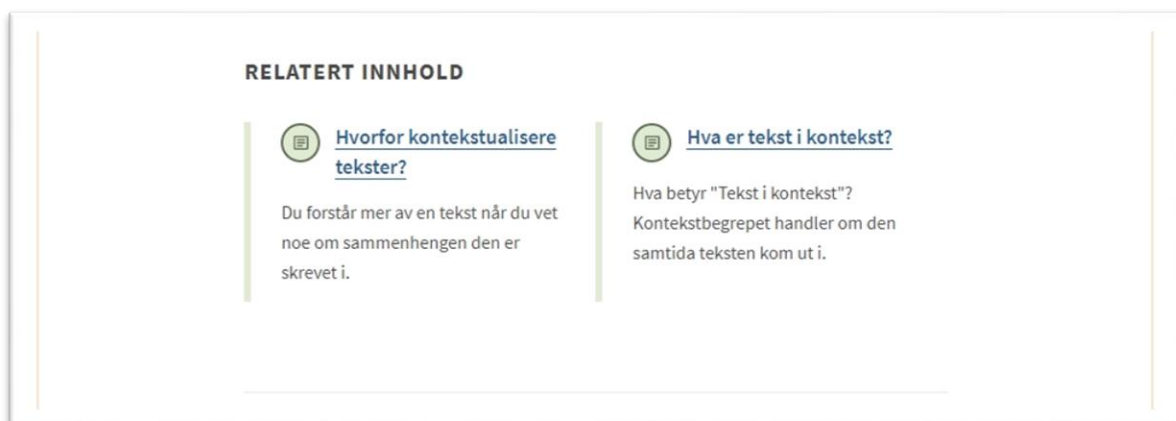 RELATERT INNHOLD
Hvorfor kontekstualisere
tekster?
Du forstår mer av en tekst når du vet
noe om sammenhengen den er
skrevet i.
Hva er tekst i kontekst?
Hva betyr "Tekst i kontekst"?
Kontekstbegrepet handler om den
samtida teksten kom ut i.